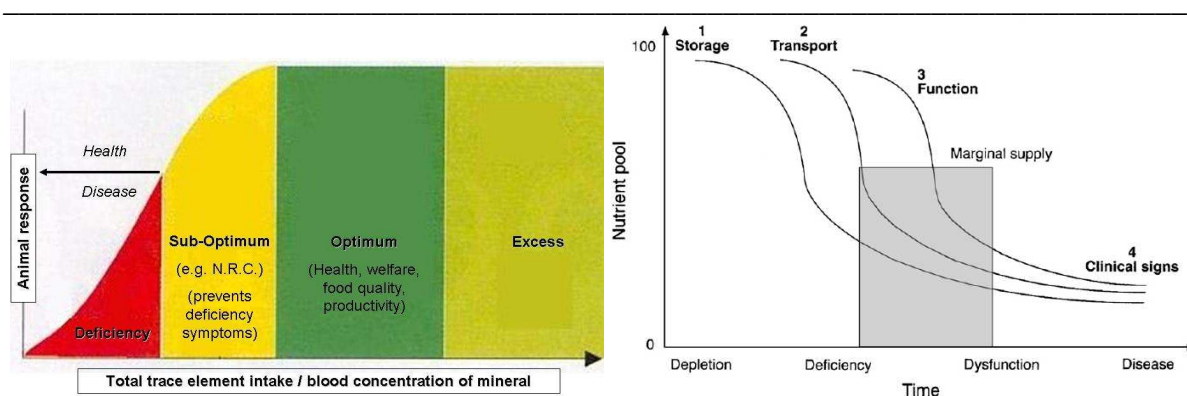 Animal response
Health
Disease
Deficiency
Sub-Optimum
(e.g. N.R.C.)
(prevents
deficiency
symptoms)
Optimum
(Health, welfare,
food quality,
productivity)
Excess
Total trace element intake / blood concentration of mineral
Nutrient pool
100
0
1
Storage
2
Transport
3
Function
Marginal supply
4
Clinical signs
Depletion
Deficiency
Dysfunction
Disease
Time